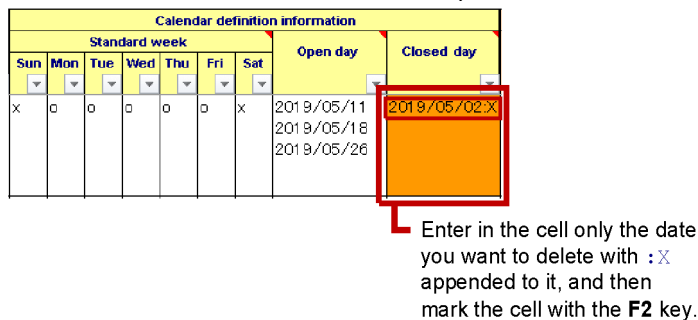 Calendar definition information
Standard week
Open day
Closed day
Sun Mon Tue Wed Thu Fri Sat
x o o o o o x 2019/05/11 2019/05/02:X
2019/05/18
2019/05/26
Enter in the cell only the date
you want to delete with :X
appended to it, and then
mark the cell with the F2 key.